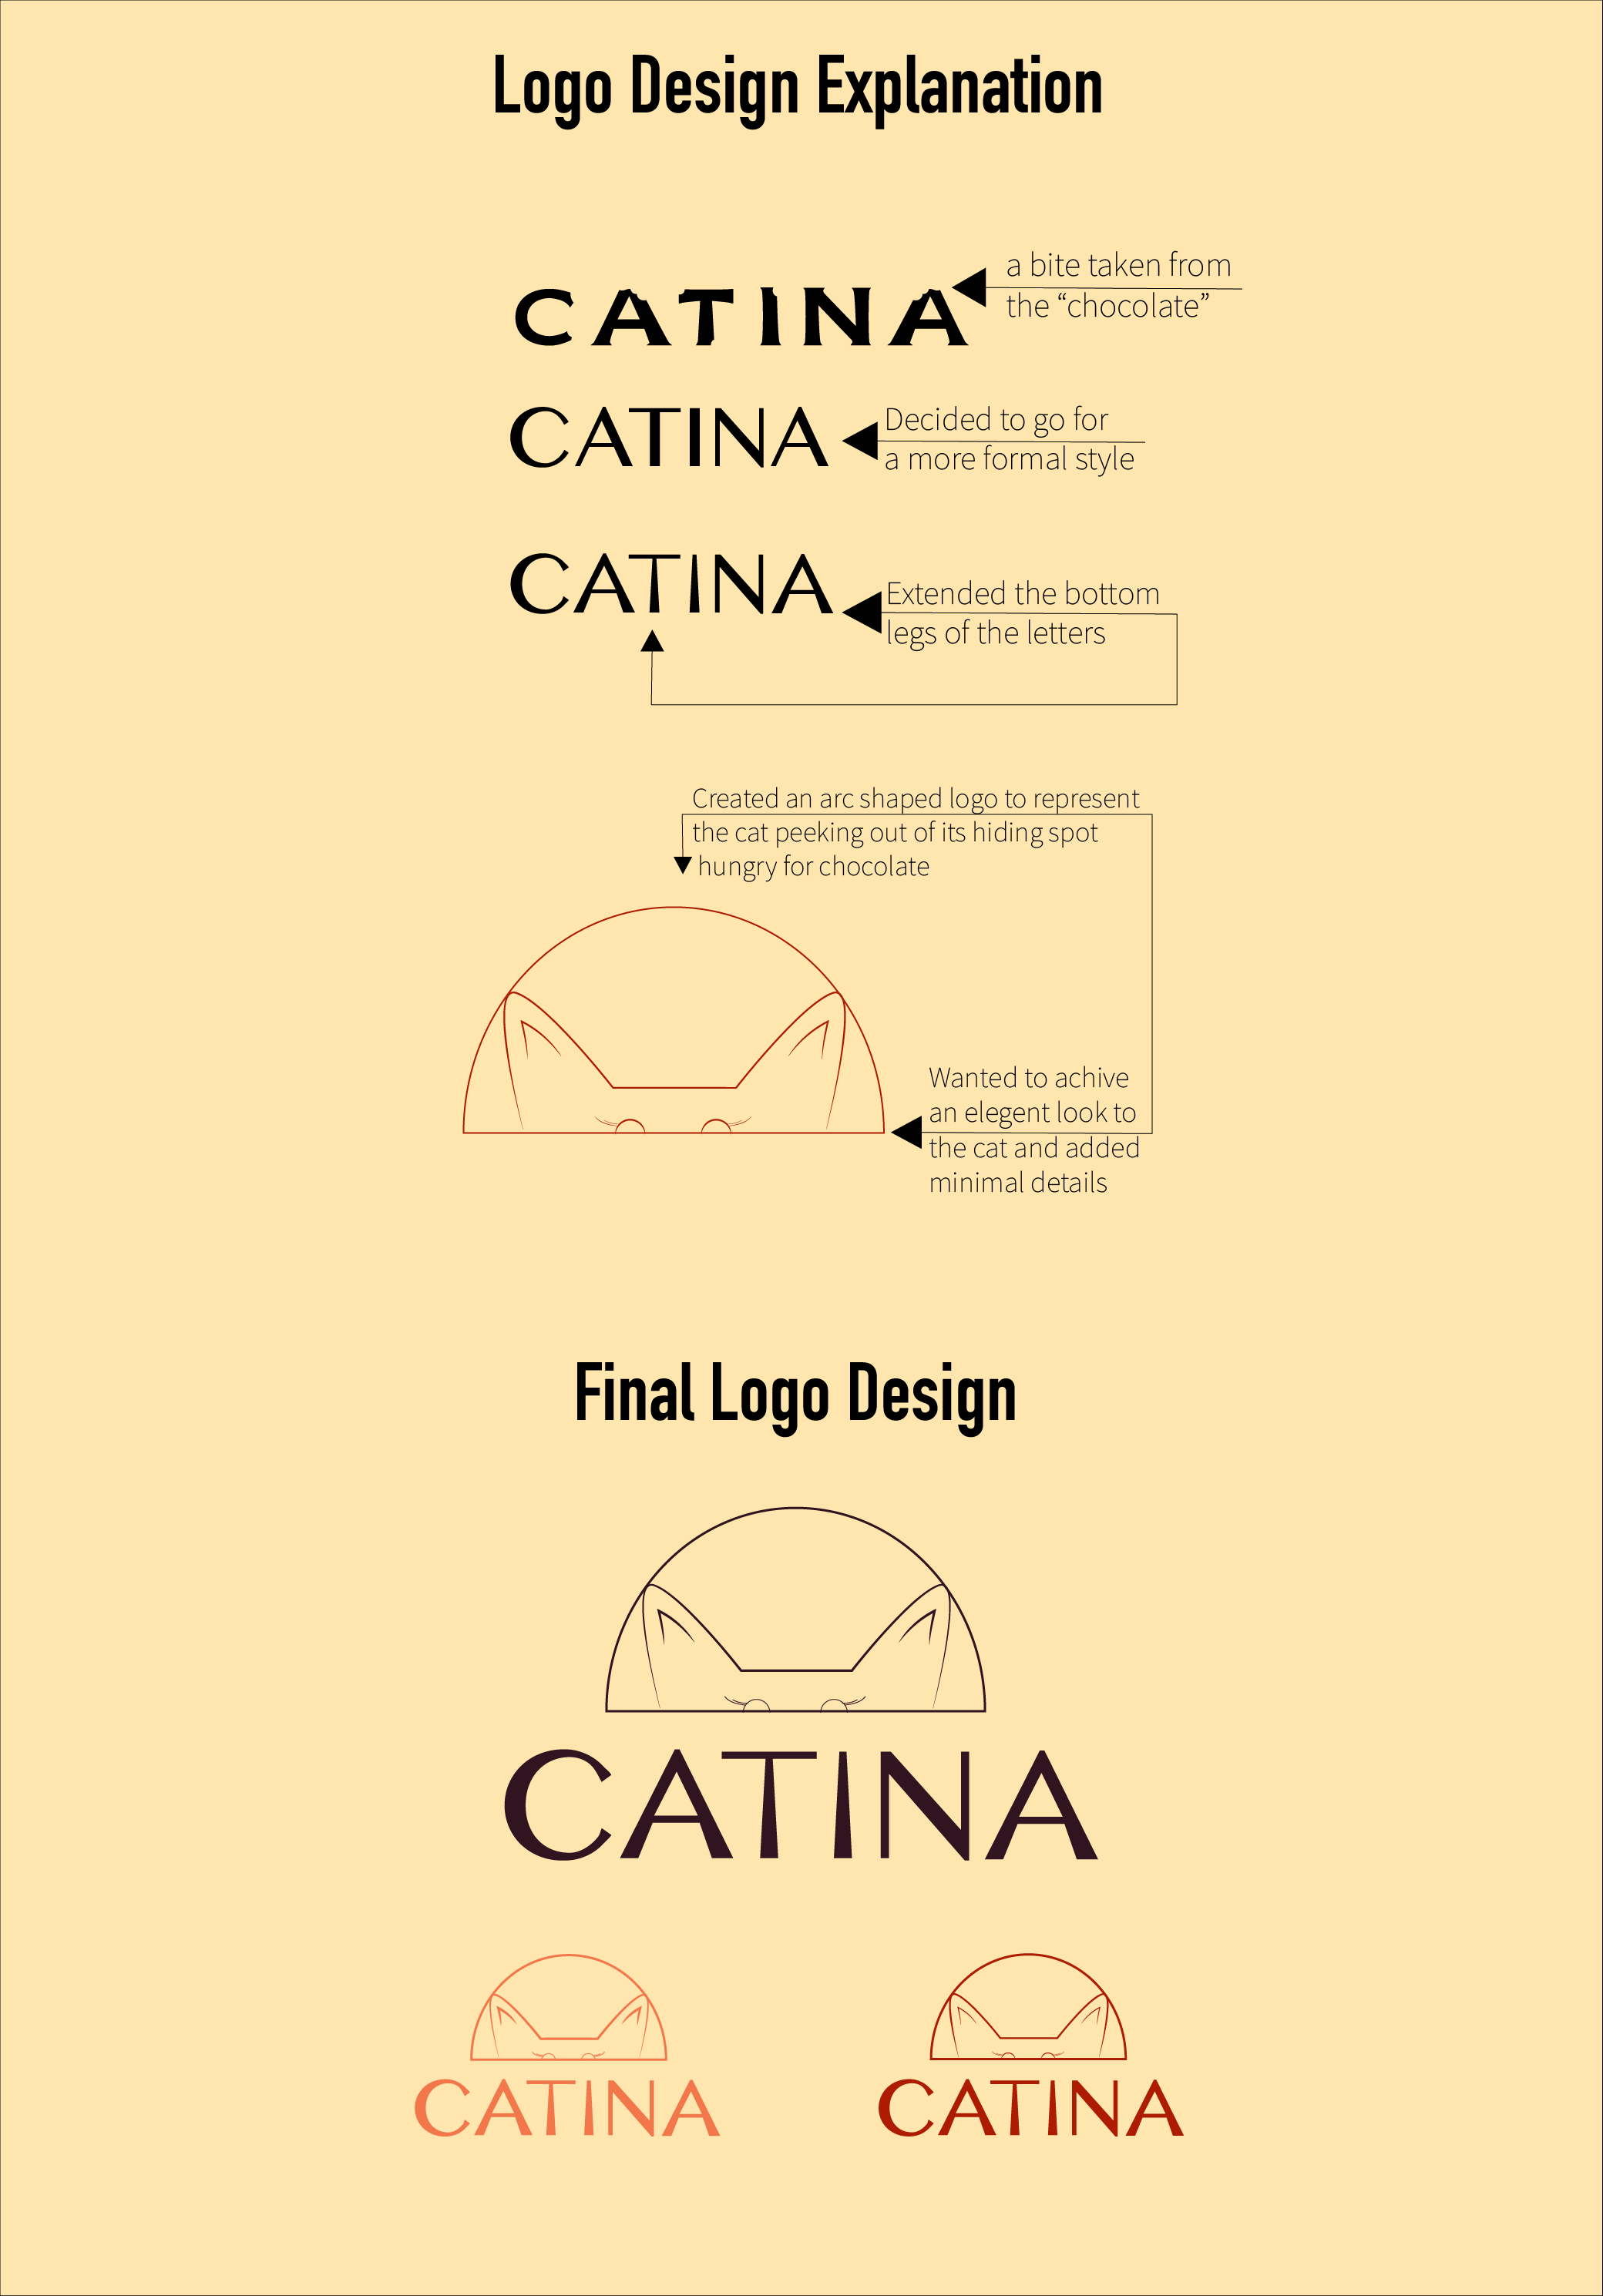 Logo Design Explanation
CATINA
a bite taken from
the “chocolate”
CATINA
Decided to go for
a more formal style
CATINA
Extended the bottom
legs of the letters
Created an arc shaped logo to represent
the cat peeking out of its hiding spot
hungry for chocolate
Wanted to achive
an elegent look to
the cat and added
minimal details
Final Logo Design
CATINA
CATINA
CATINA